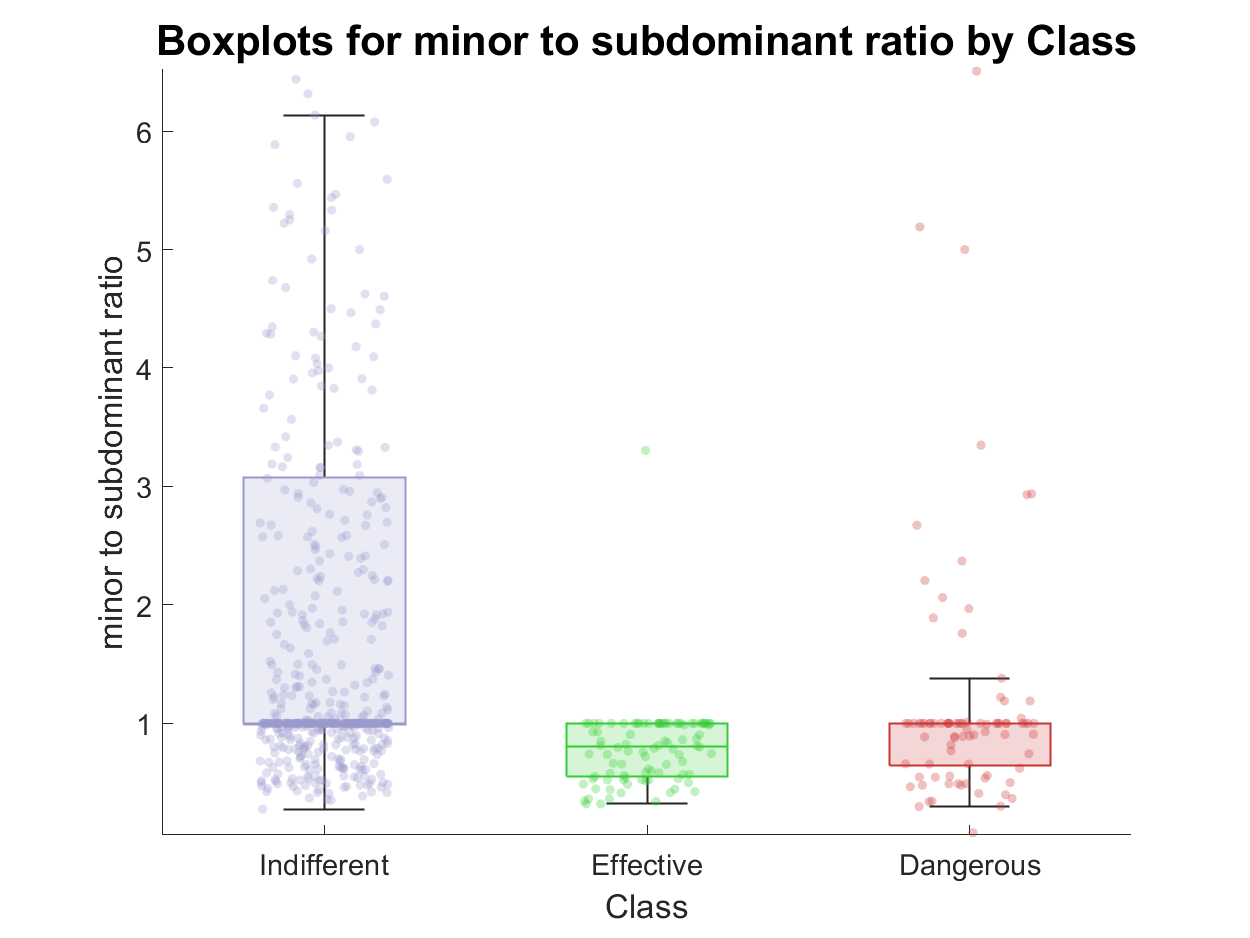 Boxplots for minor to subdominant ratio by Class
minor to subdominant ratio
6
5
4
3
2
1
Indifferent
Effective
Dangerous
Class